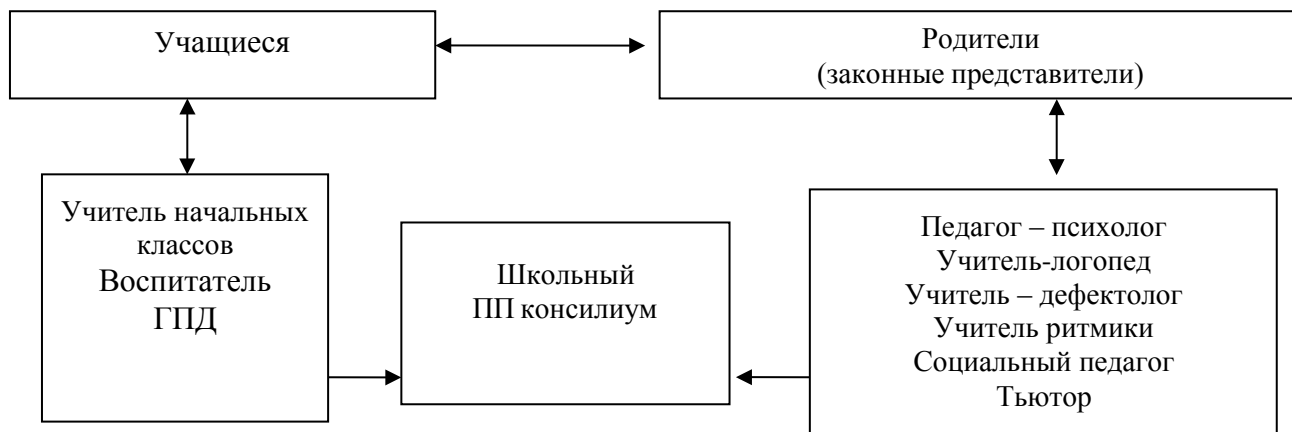 Учащиеся
Родители
(законные представители)
Учитель начальных
классов
Воспитатель
ГПД
Школьный
ПП консилиум
Педагог – психолог
Учитель-логопед
Учитель – дефектолог
Учитель ритмики
Социальный педагог
Тьютор